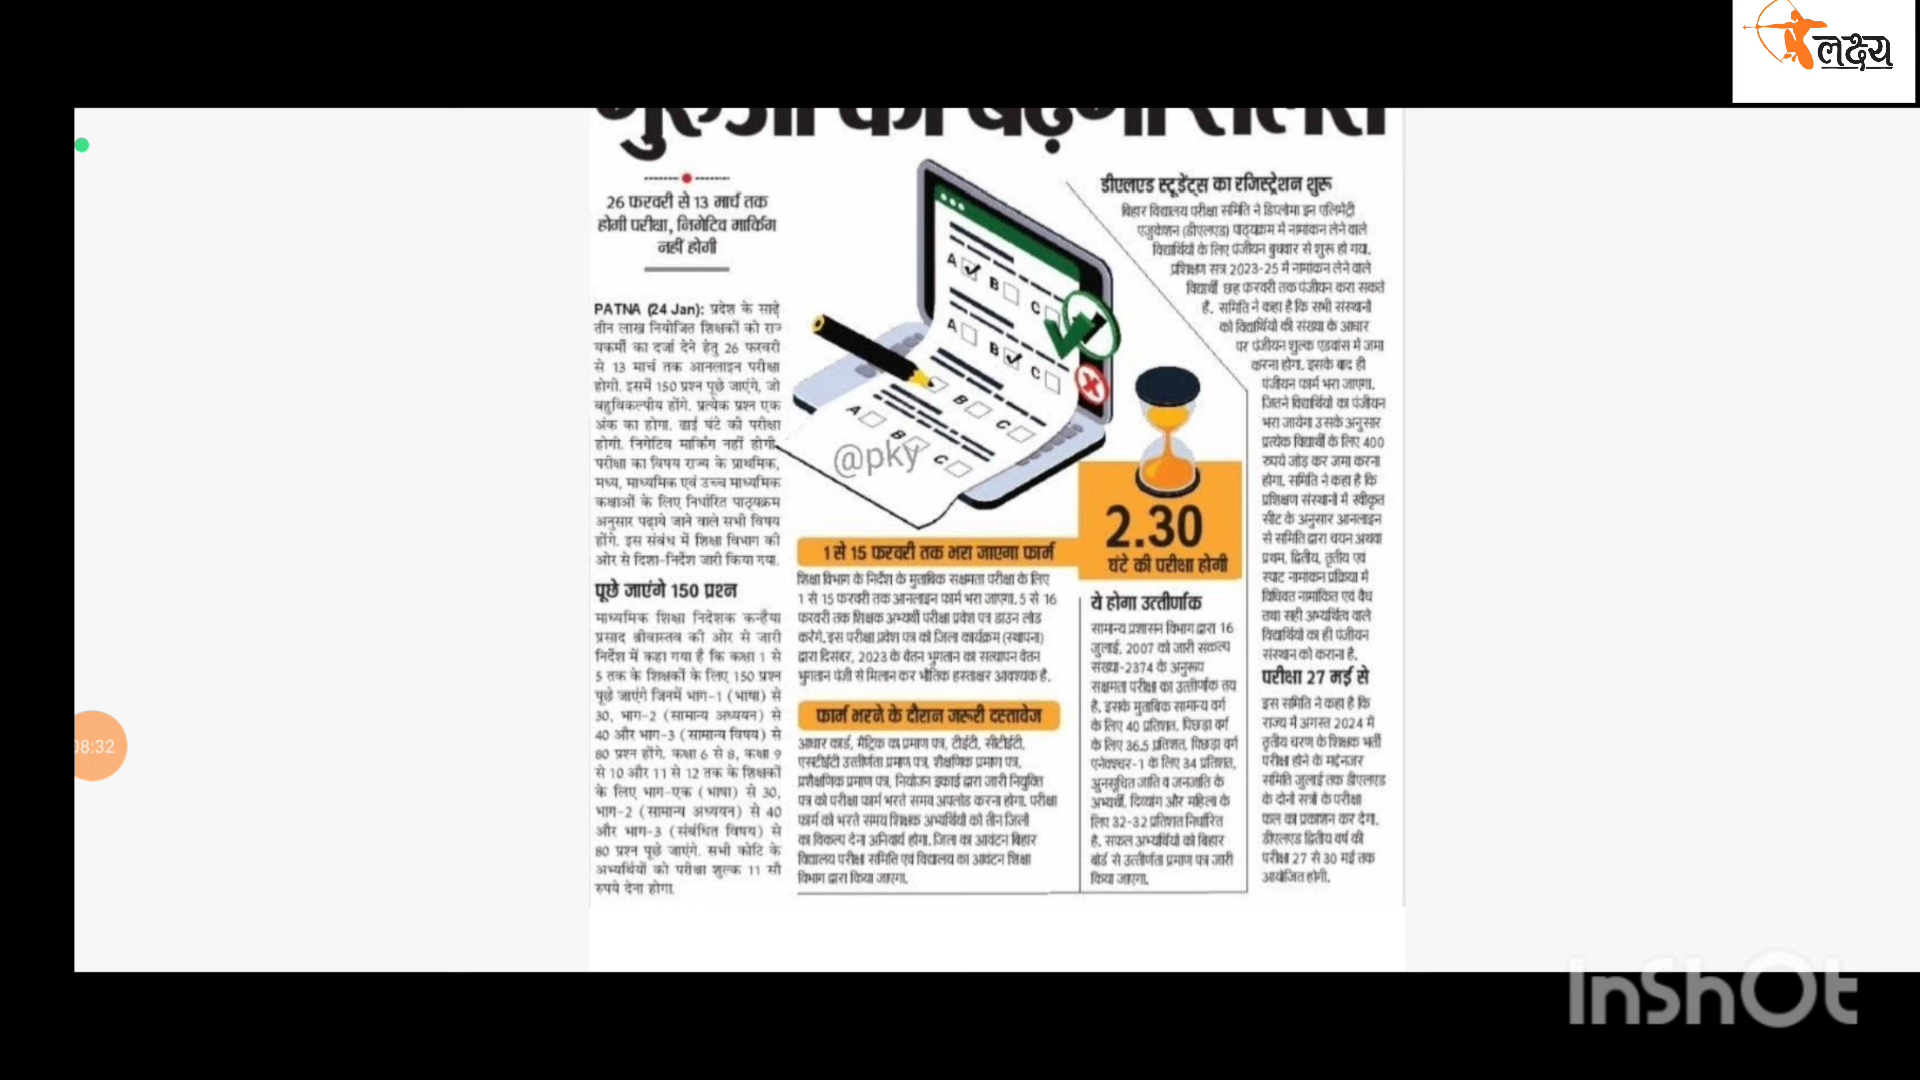 लक्ष्य
26 फरवरी से 13 मार्च तक
होगी परीक्षा, निगेटिव मार्किंग
नहीं होगी
PATNA (24 Jan): प्रदेश के साढ़े
तीन लाख नियोजित शिक्षकों को राज
यकर्मी का दर्जा देने हेतु 26 फरवरी
से 13 मार्च तक आनलाइन परीक्षा
होगी. इसमें 150 प्रश्न पूछे जाएंगे, जो
बहुविकल्पीय होंगे. प्रत्येक प्रश्न एक
अंक का होगा. ढाई घंटे की परीक्षा
होगी. निगेटिव मार्किंग नहीं होगी.
परीक्षा का विषय राज्य के प्राथमिक,
मध्य, माध्यमिक एवं उच्च माध्यमिक
कक्षाओं के लिए निर्धारित पाठ्यक्रम
अनुसार पढ़ाये जाने वाले सभी विषय
होंगे. इस संबंध में शिक्षा विभाग की
ओर से दिशा-निर्देश जारी किया गया.
पूछे जाएंगे 150 प्रश्न
माध्यमिक शिक्षा निदेशक कन्हैया
प्रसाद श्रीवास्तव की ओर से जारी
निर्देश में कहा गया है कि कक्षा 1 से
5 तक के शिक्षकों के लिए 150 प्रश्न
पूछे जाएंगे जिनमें भाग-1 (भाषा) से
30, भाग-2 (सामान्य अध्ययन) से
40 और भाग-3 (सामान्य विषय) से
80 प्रश्न होंगे. कक्षा 6 से 8, कक्षा 9
से 10 और 11 से 12 तक के शिक्षकों
के लिए भाग-एक (भाषा) से 30,
भाग-2 (सामान्य अध्ययन) से 40
और भाग-3 (संबंधित विषय) से
80 प्रश्न पूछे जाएंगे. सभी कोटि के
अभ्यर्थियों को परीक्षा शुल्क 11 सौ
रुपये देना होगा.
A B C
A B C
A B C
@pky
1 से 15 फरवरी तक भरा जाएगा फार्म
शिक्षा विभाग के निर्देश के मुताबिक सक्षमता परीक्षा के लिए
1 से 15 फरवरी तक आनलाइन फार्म भरा जाएगा. 5 से 16
फरवरी तक शिक्षक अभ्यर्थी परीक्षा प्रवेश पत्र डाउन लोड
करेंगे. इस परीक्षा प्रवेश पत्र को जिला कार्यक्रम (स्थापना)
द्वारा दिसंबर, 2023 के वेतन भुगतान का सत्यापन वेतन
भुगतान पंजी से मिलान कर भौतिक हस्ताक्षर आवश्यक है.
फार्म भरने के दौरान जरूरी दस्तावेज
आधार कार्ड, मैट्रिक का प्रमाण पत्र, टीईटी, सीटीईटी,
एसटीईटी उत्तीर्णता प्रमाण पत्र, शैक्षणिक प्रमाण पत्र,
प्रशैक्षणिक प्रमाण पत्र, नियोजन इकाई द्वारा जारी नियुक्ति
पत्र को परीक्षा फार्म भरते समय अपलोड करना होगा. परीक्षा
फार्म को भरते समय शिक्षक अभ्यर्थियों को तीन जिलों
का विकल्प देना अनिवार्य होगा. जिला का आवंटन बिहार
विद्यालय परीक्षा समिति एवं विद्यालय का आवंटन शिक्षा
विभाग द्वारा किया जाएगा.
2.30
घंटे की परीक्षा होगी
ये होगा उत्तीर्णांक
सामान्य प्रशासन विभाग द्वारा 16
जुलाई, 2007 को जारी संकल्प
संख्या-2374 के अनुरूप
सक्षमता परीक्षा का उत्तीर्णांक तय
है. इसके मुताबिक सामान्य वर्ग
के लिए 40 प्रतिशत, पिछड़ा वर्ग
के लिए 36.5 प्रतिशत, पिछड़ा वर्ग
एनेक्श्चर-1 के लिए 34 प्रतिशत,
अनुसूचित जाति व जनजाति के
अभ्यर्थी, दिव्यांग और महिला के
लिए 32-32 प्रतिशत निर्धारित
है. सफल अभ्यर्थियों को बिहार
बोर्ड से उत्तीर्णता प्रमाण पत्र जारी
किया जाएगा.
डीएलएड स्टूडेंट्स का रजिस्ट्रेशन शुरू
बिहार विद्यालय परीक्षा समिति ने डिप्लोमा इन एलिमेंट्री
एजुकेशन (डीएलएड) पाठ्यक्रम में नामांकन लेने वाले
विद्यार्थियों के लिए पंजीयन बुधवार से शुरू हो गया.
प्रशिक्षण सत्र 2023-25 में नामांकन लेने वाले
विद्यार्थी छह फरवरी तक पंजीयन करा सकते
हैं. समिति ने कहा है कि सभी संस्थानों
को विद्यार्थियों की संख्या के आधार
पर पंजीयन शुल्क एडवांस में जमा
करना होगा. इसके बाद ही
पंजीयन फार्म भरा जाएगा.
जितने विद्यार्थियों का पंजीयन
भरा जायेगा उसके अनुसार
प्रत्येक विद्यार्थी के लिए 400
रुपये जोड़ कर जमा करना
होगा. समिति ने कहा है कि
प्रशिक्षण संस्थानों में स्वीकृत
सीट के अनुसार आनलाइन
से समिति द्वारा चयन अथवा
प्रथम, द्वितीय, तृतीय एवं
स्पाट नामांकन प्रक्रिया में
विधिवत नामांकित एवं वैध
तथा सही अभ्यर्थित्व वाले
विद्यार्थियों का ही पंजीयन
संस्थान को कराना है.
परीक्षा 27 मई से
इस समिति ने कहा है कि
राज्य में अगस्त 2024 में
तृतीय चरण के शिक्षक भर्ती
परीक्षा होने के मद्देनजर
समिति जुलाई तक डीएलएड
के दोनों सत्रों के परीक्षा
फल का प्रकाशन कर देगा.
डीएलएड द्वितीय वर्ष की
परीक्षा 27 से 30 मई तक
आयोजित होगी.
08:32
InShOt